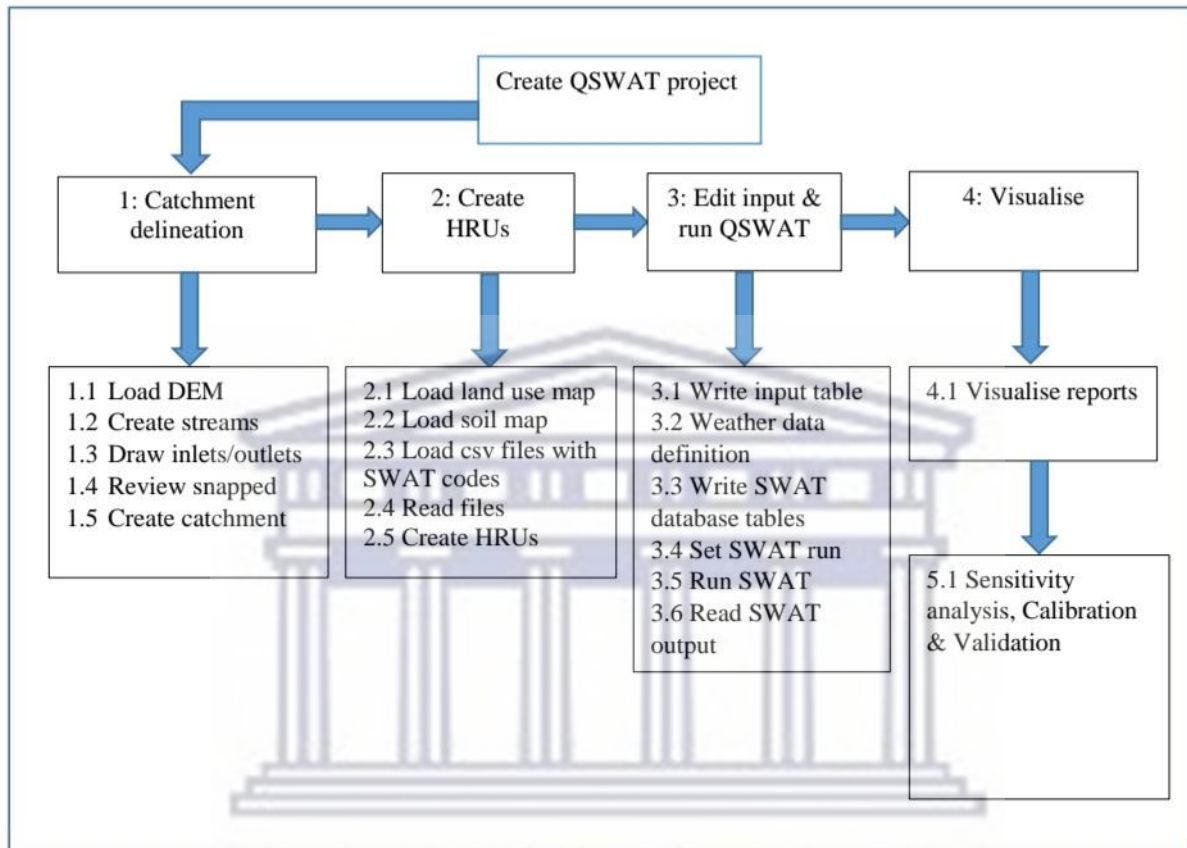 Create QSWAT project
1: Catchment
delineation
2: Create
HRUs
3: Edit input &
run QSWAT
4: Visualise
1.1 Load DEM
1.2 Create streams
1.3 Draw inlets/outlets
1.4 Review snapped
1.5 Create catchment
2.1 Load land use map
2.2 Load soil map
2.3 Load csv files with
SWAT codes
2.4 Read files
2.5 Create HRUs
3.1 Write input table
3.2 Weather data
definition
3.3 Write SWAT
database tables
3.4 Set SWAT run
3.5 Run SWAT
3.6 Read SWAT
output
4.1 Visualise reports
5.1 Sensitivity
analysis, Calibration
& Validation